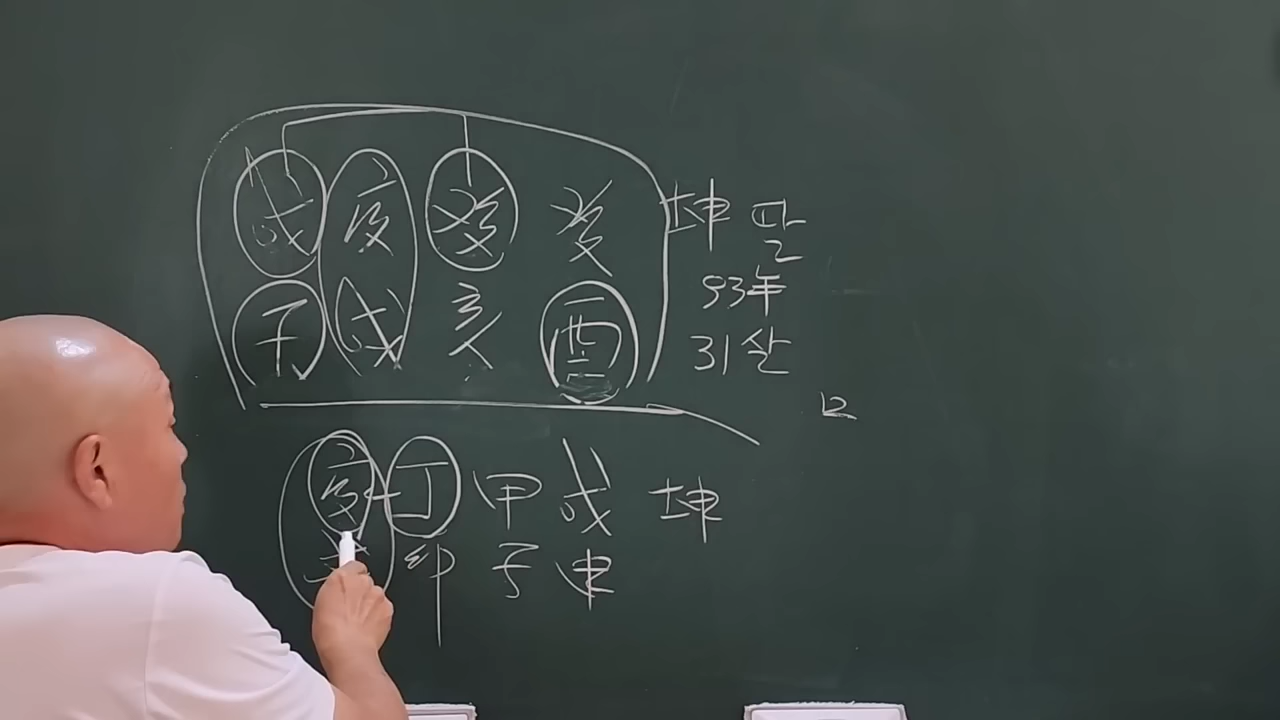 戊 庚 癸 癸 坤 딸
子 戌 亥 酉 93年
31살
庚 丁 甲 戊 坤
卯 子 申